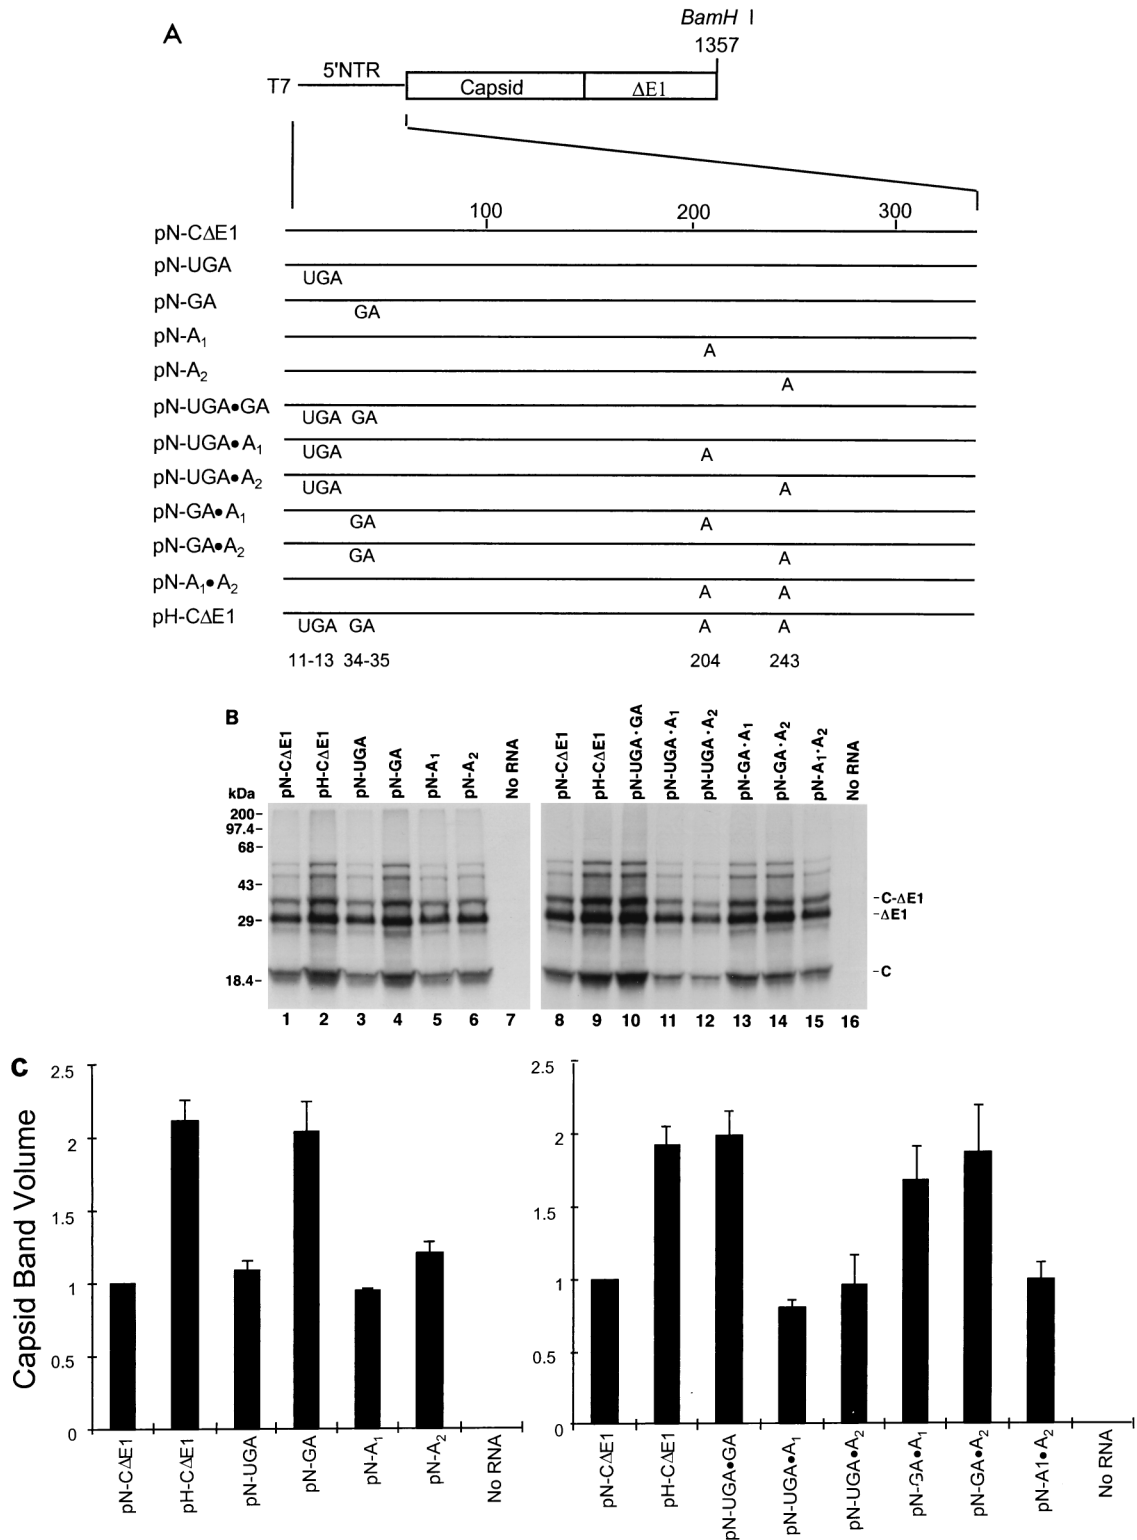 A
BamH I
1357
T7
5'NTR
Capsid
ΔE1
100 200 300
pN-CΔE1
pN-UGA
UGA
pN-GA
GA
pN-A1
A
pN-A2
A
pN-UGA•GA
UGA GA
pN-UGA•A1
UGA A
pN-UGA•A2
UGA A
pN-GA•A1
GA A
pN-GA•A2
GA A
pN-A1•A2
A A
pH-CΔE1
UGA GA A A
11-13 34-35 204 243
B
kDa
pN-CΔE1
pH-CΔE1
pN-UGA
pN-GA
pN-A1
pN-A2
No RNA
pN-CΔE1
pH-CΔE1
pN-UGA·GA
pN-UGA·A1
pN-UGA·A2
pN-GA·A1
pN-GA·A2
pN-A1·A2
No RNA
200-
97.4-
68-
43-
29-
18.4-
-C-ΔE1
-ΔE1
-C
1 2 3 4 5 6 7 8 9 10 11 12 13 14 15 16
C
Capsid Band Volume
2.5
2
1.5
1
0.5
0
pN-CΔE1
pH-CΔE1
pN-UGA
pN-GA
pN-A1
pN-A2
No RNA
2.5
2
1.5
1
0.5
0
pN-CΔE1
pH-CΔE1
pN-UGA•GA
pN-UGA•A1
pN-UGA•A2
pN-GA•A1
pN-GA•A2
pN-A1•A2
No RNA